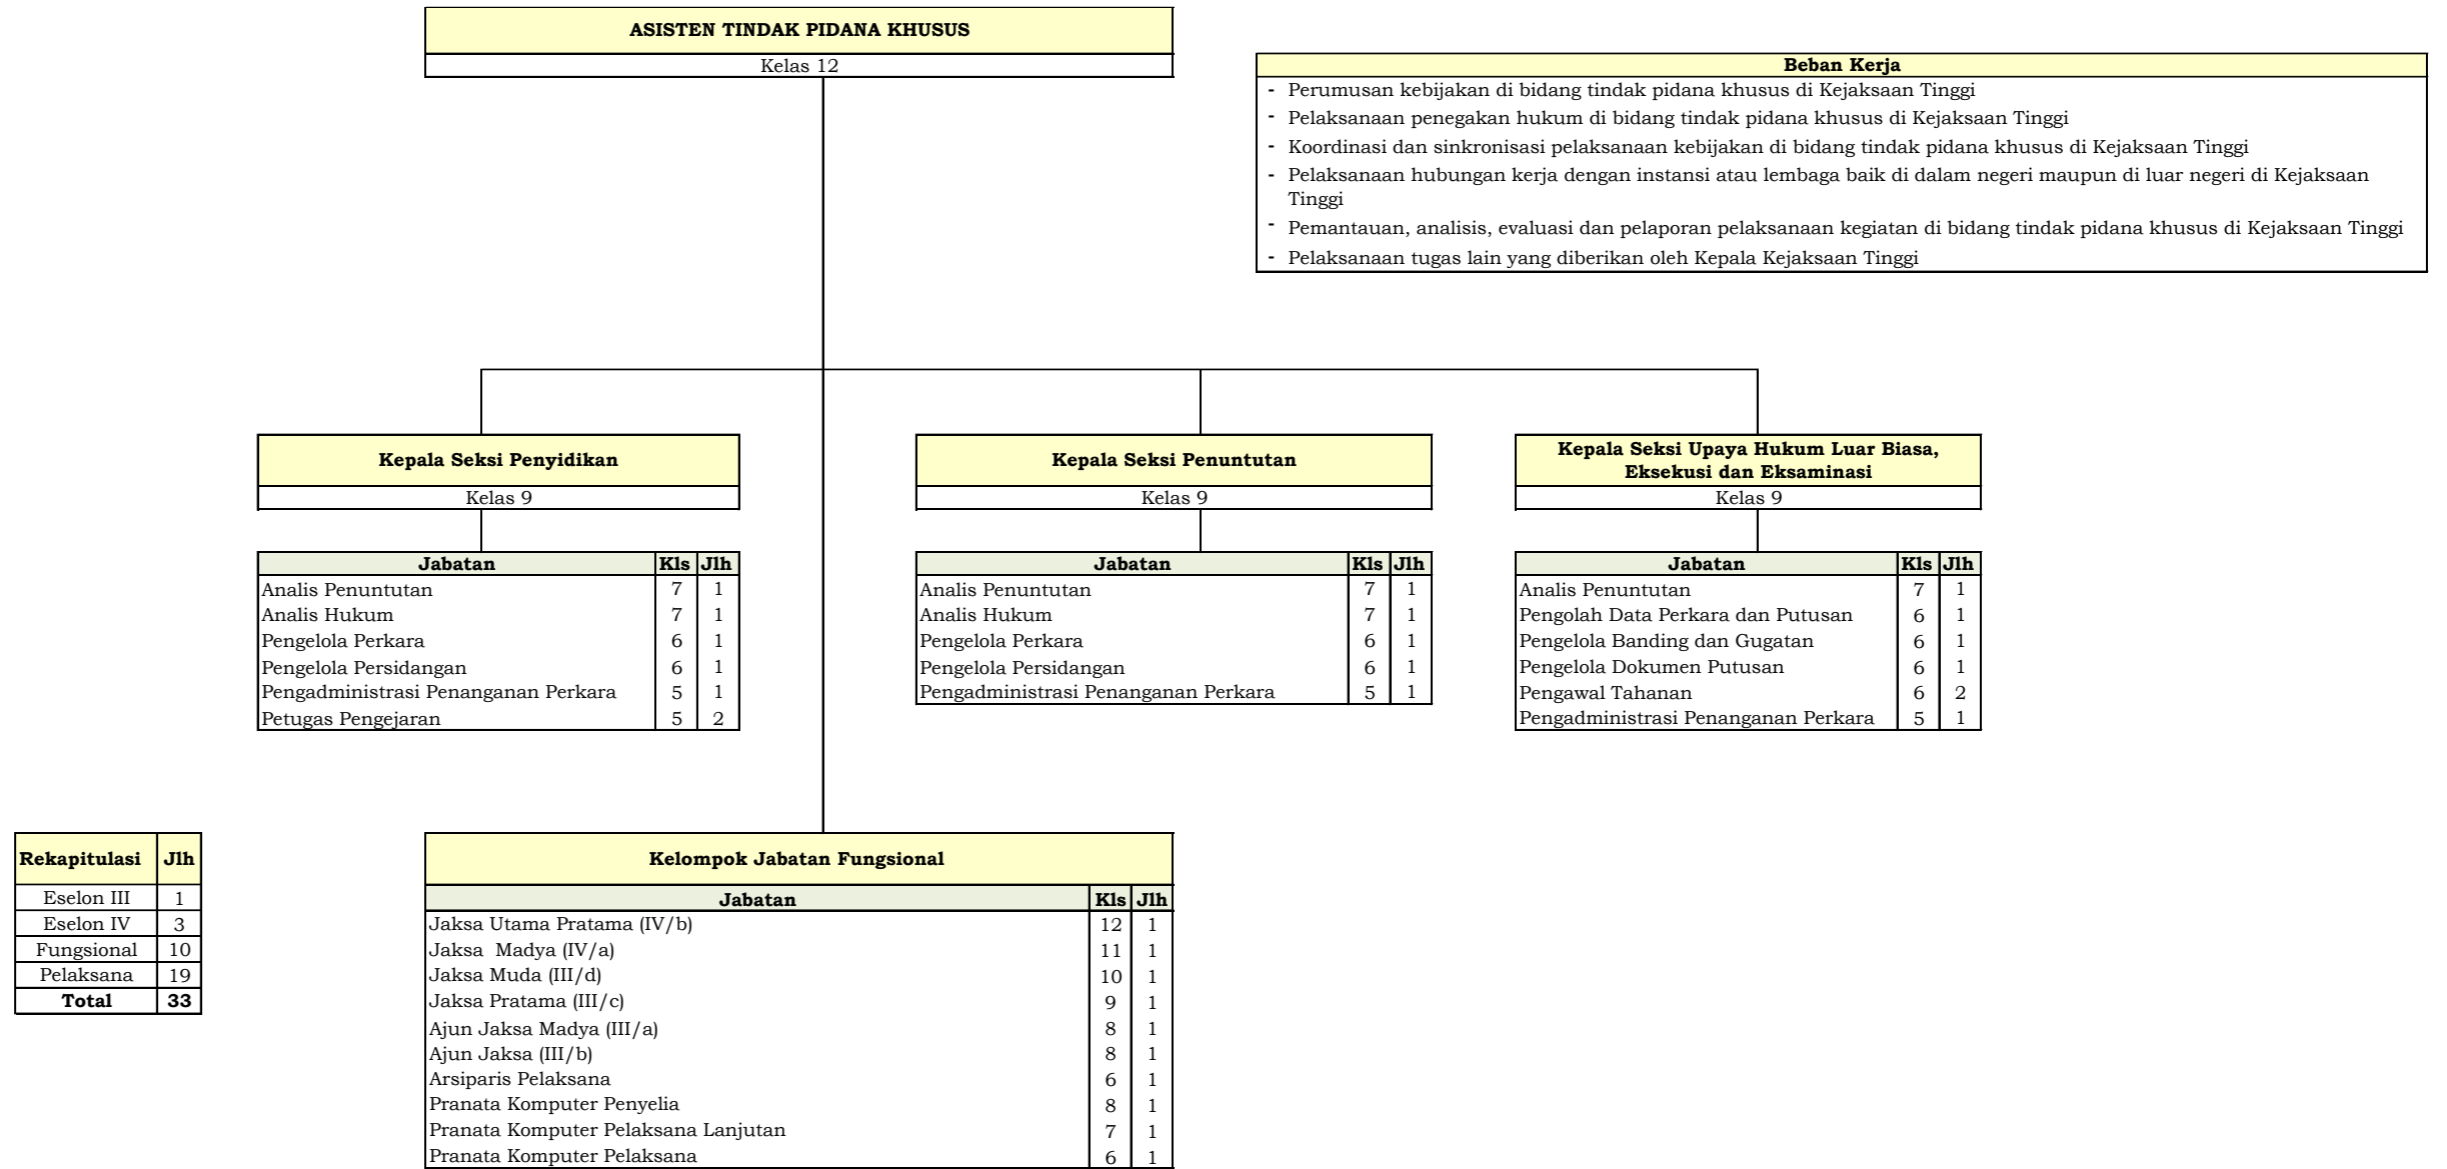 ASISTEN TINDAK PIDANA KHUSUS
Kelas 12
Beban Kerja
- Perumusan kebijakan di bidang tindak pidana khusus di Kejaksaan Tinggi
- Pelaksanaan penegakan hukum di bidang tindak pidana khusus di Kejaksaan Tinggi
- Koordinasi dan sinkronisasi pelaksanaan kebijakan di bidang tindak pidana khusus di Kejaksaan Tinggi
- Pelaksanaan hubungan kerja dengan instansi atau lembaga baik di dalam negeri maupun di luar negeri di Kejaksaan
Tinggi
- Pemantauan, analisis, evaluasi dan pelaporan pelaksanaan kegiatan di bidang tindak pidana khusus di Kejaksaan Tinggi
- Pelaksanaan tugas lain yang diberikan oleh Kepala Kejaksaan Tinggi
Kepala Seksi Penyidikan
Kelas 9
Jabatan Kls Jlh
Analis Penuntutan 7 1
Analis Hukum 7 1
Pengelola Perkara 6 1
Pengelola Persidangan 6 1
Pengadministrasi Penanganan Perkara 5 1
Petugas Pengejaran 5 2
Kepala Seksi Penuntutan
Kelas 9
Jabatan Kls Jlh
Analis Penuntutan 7 1
Analis Hukum 7 1
Pengelola Perkara 6 1
Pengelola Persidangan 6 1
Pengadministrasi Penanganan Perkara 5 1
Kepala Seksi Upaya Hukum Luar Biasa,
Eksekusi dan Eksaminasi
Kelas 9
Jabatan Kls Jlh
Analis Penuntutan 7 1
Pengolah Data Perkara dan Putusan 6 1
Pengelola Banding dan Gugatan 6 1
Pengelola Dokumen Putusan 6 1
Pengawal Tahanan 6 2
Pengadministrasi Penanganan Perkara 5 1
Rekapitulasi Jlh
Eselon III 1
Eselon IV 3
Fungsional 10
Pelaksana 19
Total 33
Kelompok Jabatan Fungsional
Jabatan Kls Jlh
Jaksa Utama Pratama (IV/b) 12 1
Jaksa  Madya (IV/a) 11 1
Jaksa Muda (III/d) 10 1
Jaksa Pratama (III/c) 9 1
Ajun Jaksa Madya (III/a) 8 1
Ajun Jaksa (III/b) 8 1
Arsiparis Pelaksana 6 1
Pranata Komputer Penyelia 8 1
Pranata Komputer Pelaksana Lanjutan 7 1
Pranata Komputer Pelaksana 6 1